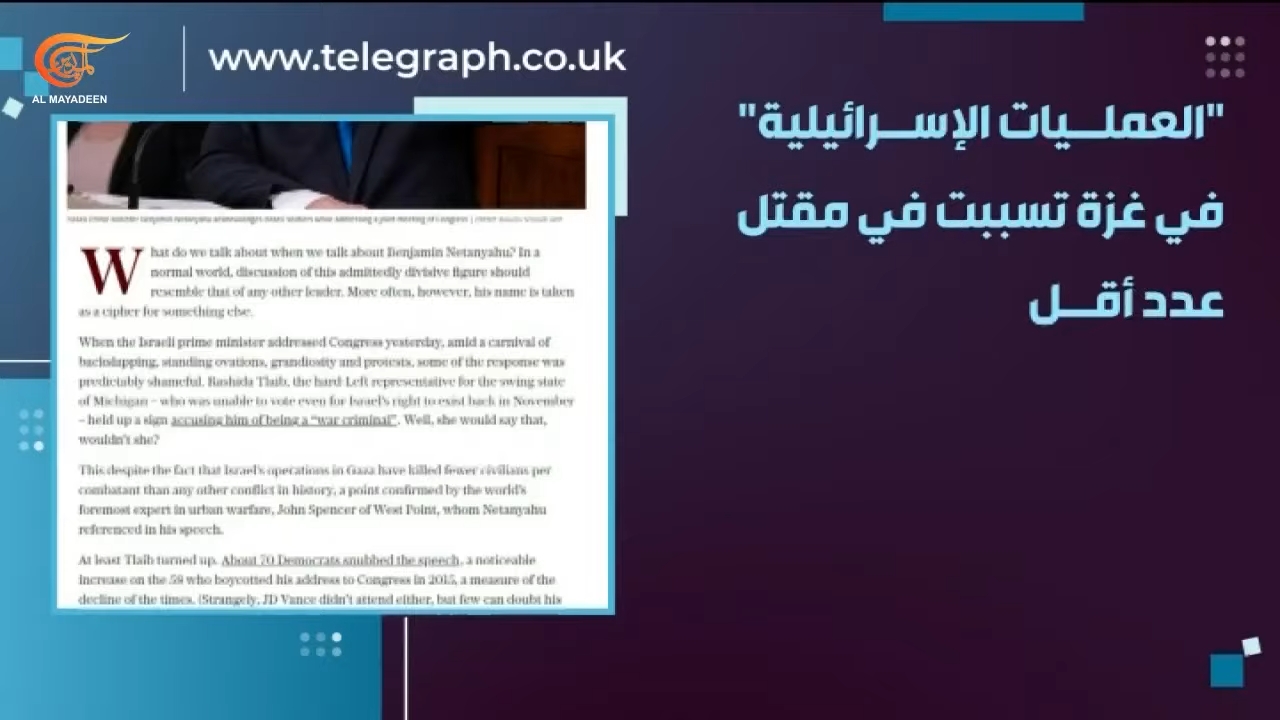 AL MAYADEEN
www.telegraph.co.uk
"العمليات الإسرائيلية"
في غزة تسببت في مقتل
عدد أقل
What do we talk about when we talk about Benjamin Netanyahu? In a
normal world, discussion of this admittedly divisive figure should
resemble that of any other leader. More often, however, his name is taken
as a cipher for something else.
When the Israeli prime minister addressed Congress yesterday, amid a carnival of
backslapping, standing ovations, grandiosity and protests, some of the response was
predictably shameful. Rashida Tlaib, the hard-Left representative for the swing state
of Michigan – who was unable to vote even for Israel's right to exist back in November
– held up a sign accusing him of being a “war criminal”. Well, she would say that,
wouldn't she?
This despite the fact that Israel's operations in Gaza have killed fewer civilians per
combatant than any other conflict in history, a point confirmed by the world's
foremost expert in urban warfare, John Spencer of West Point, whom Netanyahu
referenced in his speech.
At least Tlaib turned up. About 70 Democrats snubbed the speech, a noticeable
increase on the 59 who boycotted his address to Congress in 2015, a measure of the
decline of the times. (Strangely, JD Vance didn't attend either, but few can doubt his